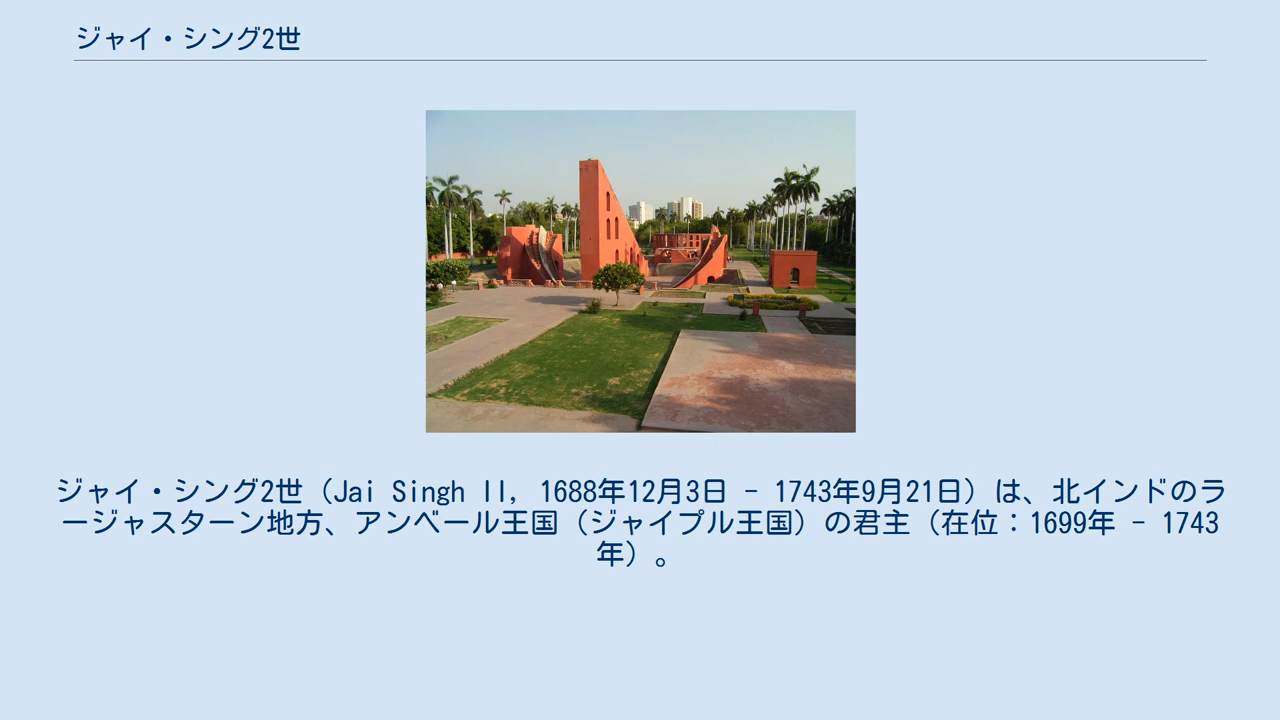 ジャイ・シング2世
ジャイ・シング2世（Jai Singh II, 1688年12月3日 - 1743年9月21日）は、北インドのラ
ージャスターン地方、アンベール王国（ジャイプル王国）の君主（在位：1699年 - 1743
年）。